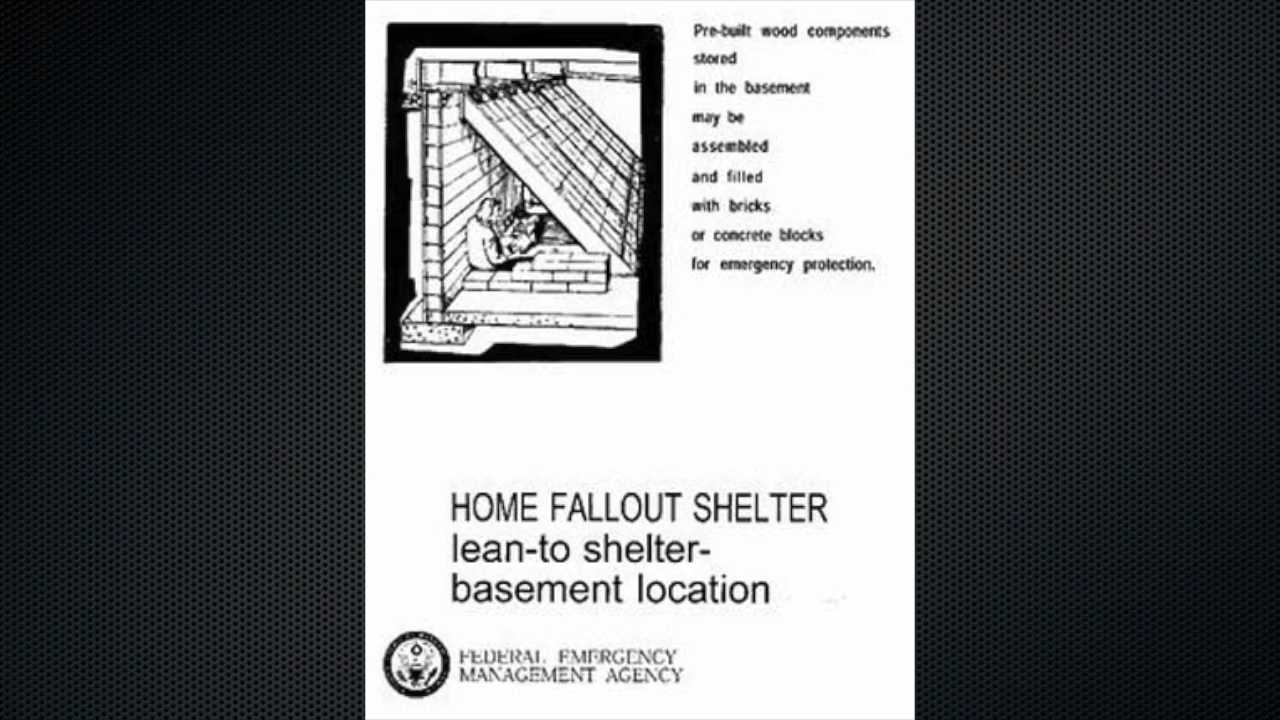 Pre-built wood components
stored
in the basement
may be
assembled
and filled
with bricks
or concrete blocks
for emergency protection.
HOME FALLOUT SHELTER
lean-to shelter-
basement location
FEDERAL EMERGENCY
MANAGEMENT AGENCY